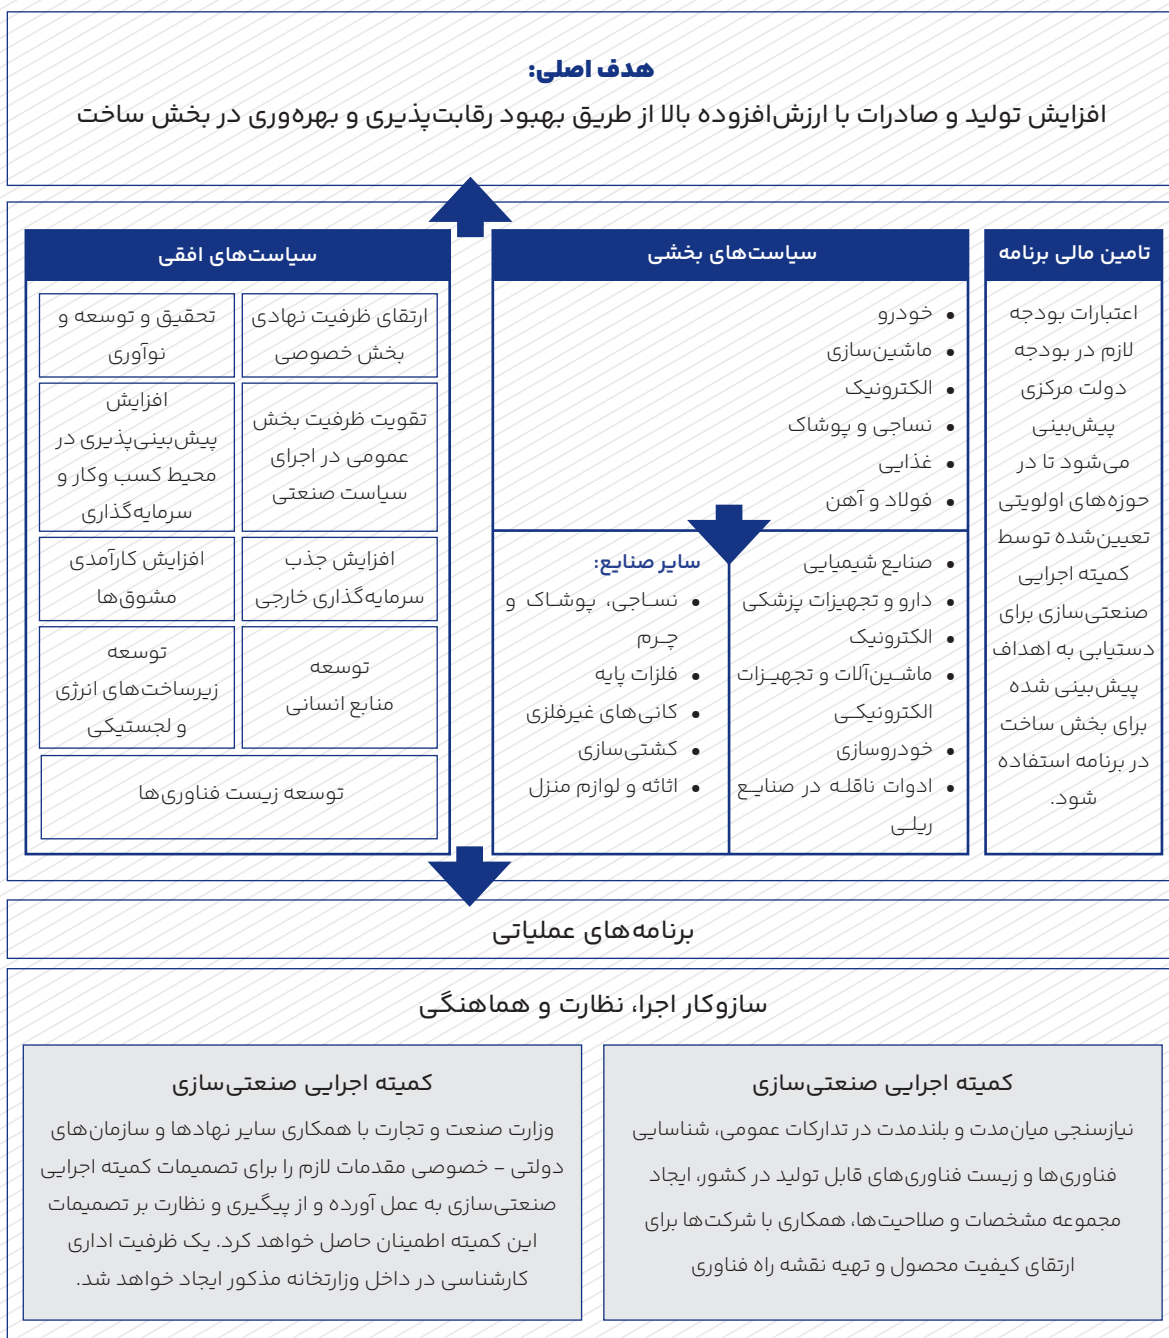 هدف اصلی:
افزایش تولید و صادرات با ارزش‌افزوده بالا از طریق بهبود رقابت‌پذیری و بهره‌وری در بخش ساخت
تامین مالی برنامه
اعتبارات بودجه
لازم در بودجه
دولت مرکزی
پیش‌بینی
می‌شود تا در
حوزه‌های اولویتی
تعیین‌شده توسط
کمیته اجرایی
صنعتی‌سازی برای
دستیابی به اهداف
پیش‌بینی شده
برای بخش ساخت
در برنامه استفاده
شود.
سیاست‌های بخشی
• خودرو
• ماشین‌سازی
• الکترونیک
• نساجی و پوشاک
• غذایی
• فولاد و آهن
• صنایع شیمیایی
• دارو و تجهیزات پزشکی
• الکترونیک
• ماشین‌آلات و تجهیزات
الکترونیکی
• خودروسازی
• ادوات ناقله در صنایع
ریلی
سایر صنایع:
• نساجی، پوشاک و
چرم
• فلزات پایه
• کانی‌های غیرفلزی
• کشتی‌سازی
• اثاثه و لوازم منزل
سیاست‌های افقی
ارتقای ظرفیت نهادی
بخش خصوصی
تحقیق و توسعه و
نوآوری
تقویت ظرفیت بخش
عمومی در اجرای
سیاست صنعتی
افزایش
پیش‌بینی‌پذیری در
محیط کسب وکار و
سرمایه‌گذاری
افزایش جذب
سرمایه‌گذاری خارجی
افزایش کارآمدی
مشوق‌ها
توسعه
منابع انسانی
توسعه
زیرساخت‌های انرژی
و لجستیکی
توسعه زیست فناوری‌ها
برنامه‌های عملیاتی
سازوکار اجرا، نظارت و هماهنگی
کمیته اجرایی صنعتی‌سازی
نیازسنجی میان‌مدت و بلندمدت در تدارکات عمومی، شناسایی
فناوری‌ها و زیست فناوری‌های قابل تولید در کشور، ایجاد
مجموعه مشخصات و صلاحیت‌ها، همکاری با شرکت‌ها برای
ارتقای کیفیت محصول و تهیه نقشه راه فناوری
کمیته اجرایی صنعتی‌سازی
وزارت صنعت و تجارت با همکاری سایر نهادها و سازمان‌های
دولتی – خصوصی مقدمات لازم را برای تصمیمات کمیته اجرایی
صنعتی‌سازی به عمل آورده و از پیگیری و نظارت بر تصمیمات
این کمیته اطمینان حاصل خواهد کرد. یک ظرفیت اداری
کارشناسی در داخل وزارتخانه مذکور ایجاد خواهد شد.